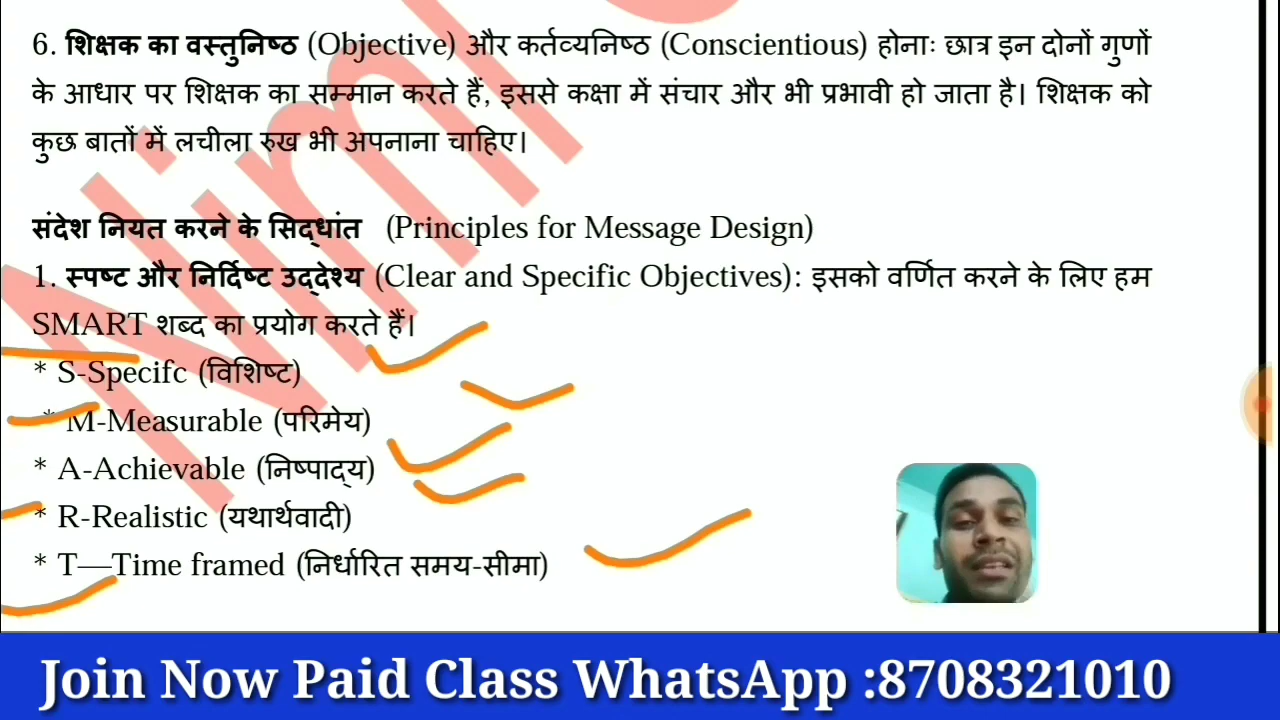 6. शिक्षक का वस्तुनिष्ठ (Objective) और कर्तव्यनिष्ठ (Conscientious) होनाः छात्र इन दोनों गुणों
के आधार पर शिक्षक का सम्मान करते हैं, इससे कक्षा में संचार और भी प्रभावी हो जाता है। शिक्षक को
कुछ बातों में लचीला रुख भी अपनाना चाहिए।
संदेश नियत करने के सिद्धांत (Principles for Message Design)
1. स्पष्ट और निर्दिष्ट उद्देश्य (Clear and Specific Objectives): इसको वर्णित करने के लिए हम
SMART शब्द का प्रयोग करते हैं।
* S-Specifc (विशिष्ट)
* M-Measurable (परिमेय)
* A-Achievable (निष्पाद्य)
* R-Realistic (यथार्थवादी)
* T—Time framed (निर्धारित समय-सीमा)
Join Now Paid Class WhatsApp :8708321010